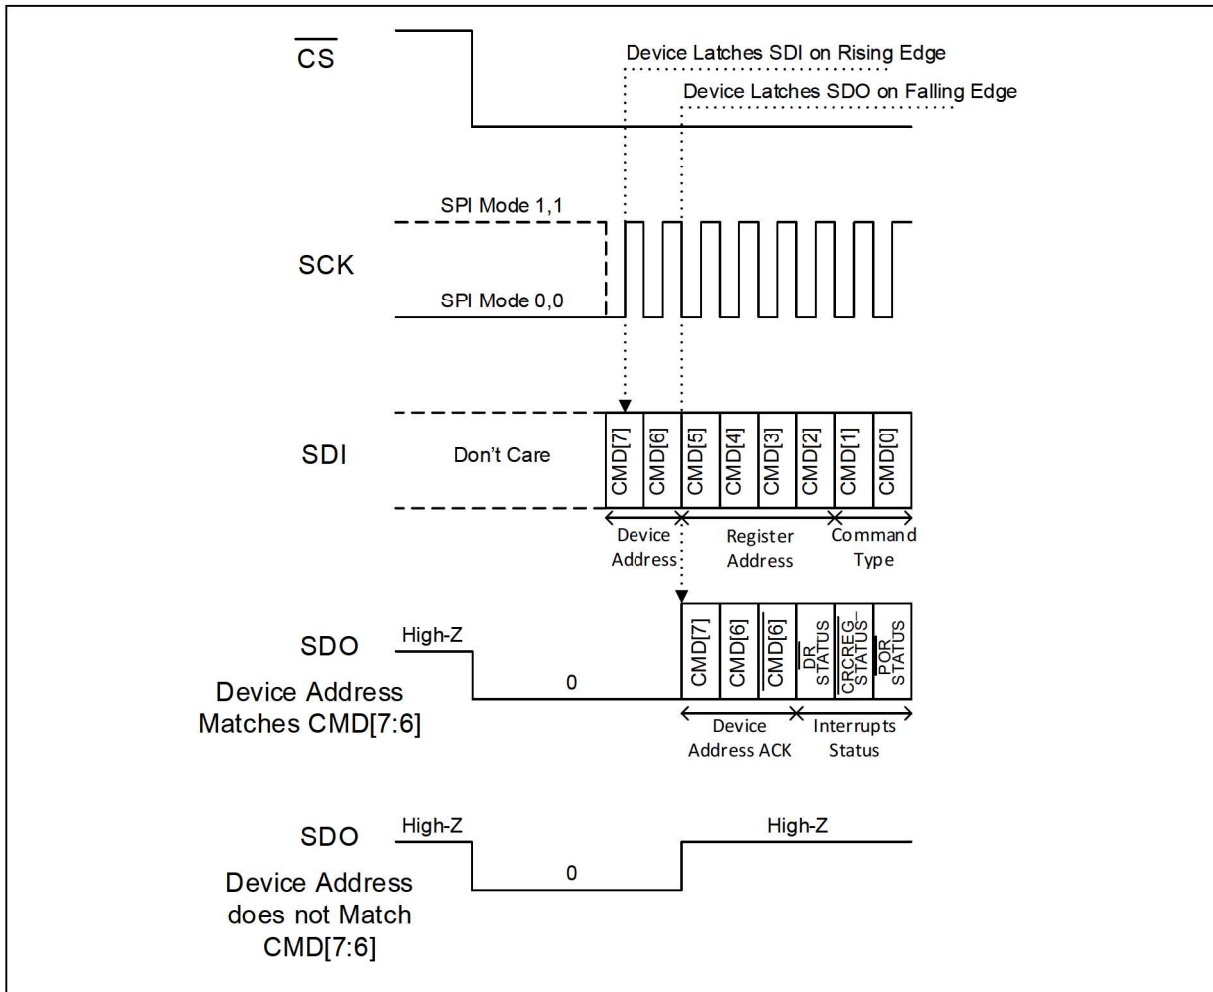 CS
Device Latches SDI on Rising Edge
Device Latches SDO on Falling Edge
SPI Mode 1,1
SCK
SPI Mode 0,0
SDI
Don't Care
CMD[7]
CMD[6]
CMD[5]
CMD[4]
CMD[3]
CMD[2]
CMD[1]
CMD[0]
Device
Address
Register
Address
Command
Type
SDO
Device Address
Matches CMD[7:6]
High-Z
0
CMD[7]
CMD[6]
CMD[6]
DR
STATUS
CRCREG
STATUS
POR
STATUS
Device
Address ACK
Interrupts
Status
SDO
Device Address
does not Match
CMD[7:6]
High-Z
0
High-Z